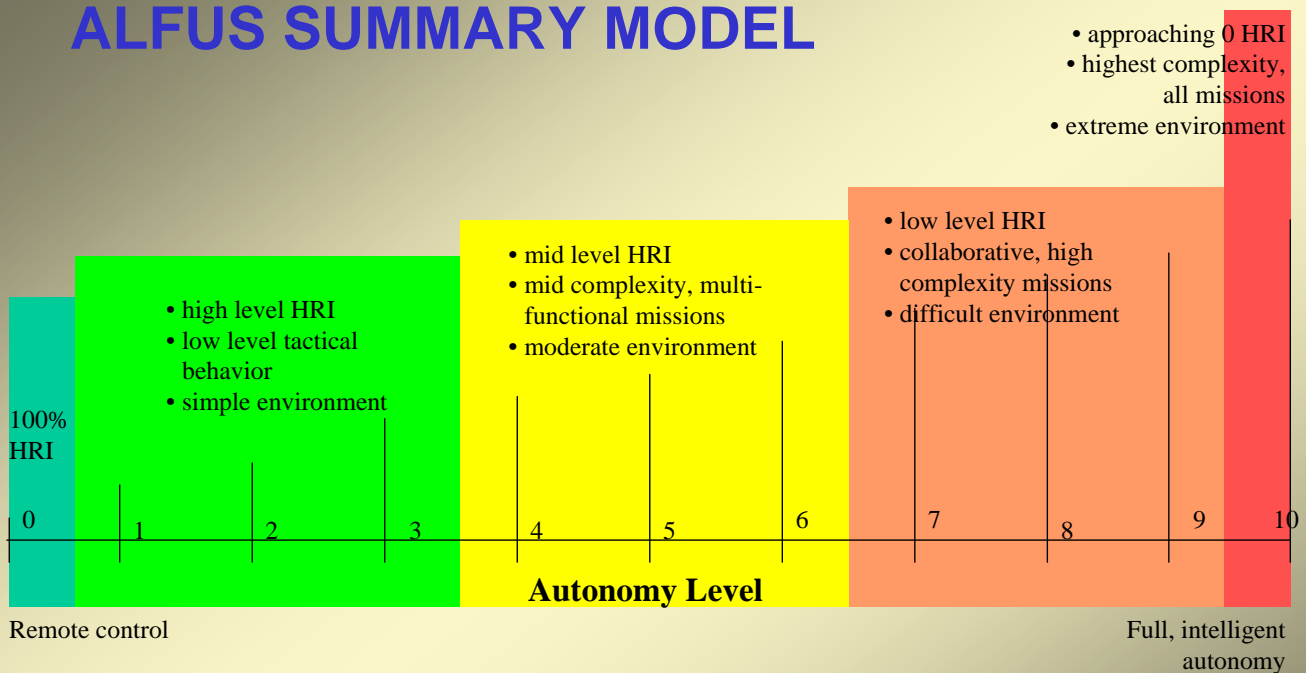 ALFUS SUMMARY MODEL
• approaching 0 HRI
• highest complexity,
all missions
• extreme environment
• low level HRI
• collaborative, high
complexity missions
• difficult environment
• mid level HRI
• mid complexity, multi-
functional missions
• moderate environment
• high level HRI
• low level tactical
behavior
• simple environment
100%
HRI
0 1 2 3 4 5 6 7 8 9 10
Autonomy Level
Remote control
Full, intelligent
autonomy